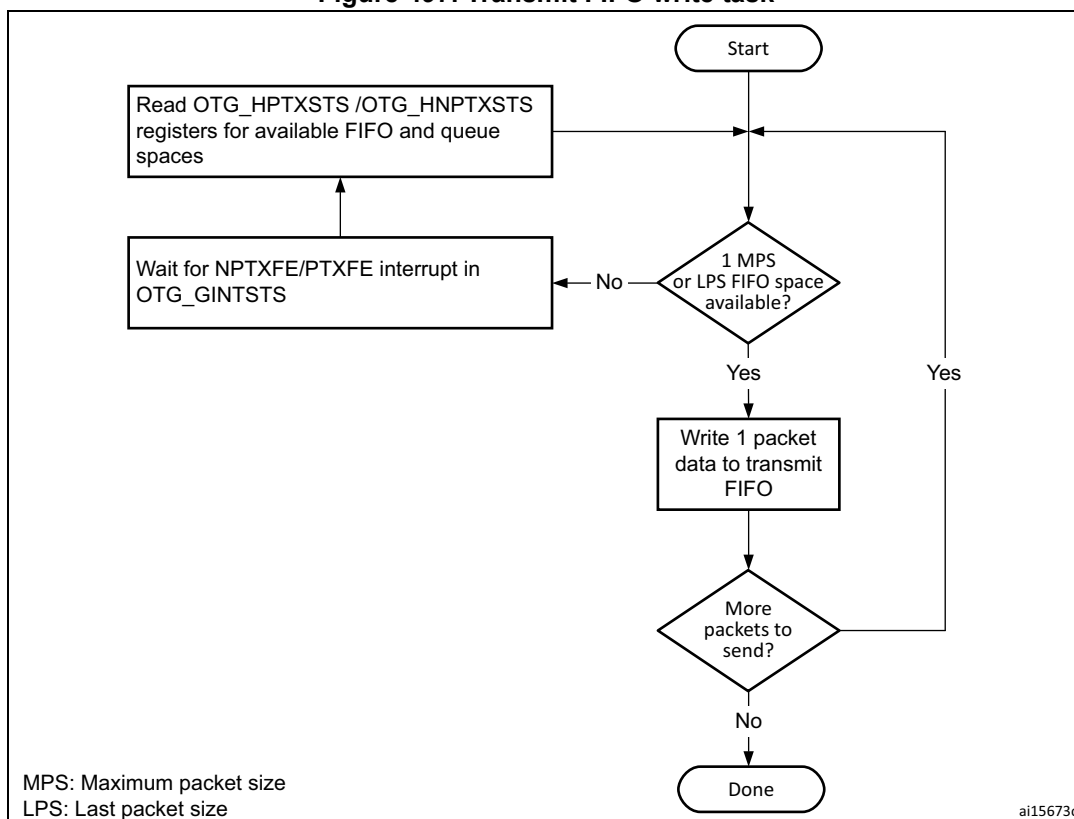 Start
Read OTG_HPTXSTS /OTG_HNPTXSTS
registers for available FIFO and queue
spaces
1 MPS
or LPS FIFO space
available?
No
Wait for NPTXFE/PTXFE interrupt in
OTG_GINTSTS
Yes
Yes
Write 1 packet
data to transmit
FIFO
More
packets to
send?
No
Done
MPS: Maximum packet size
LPS: Last packet size